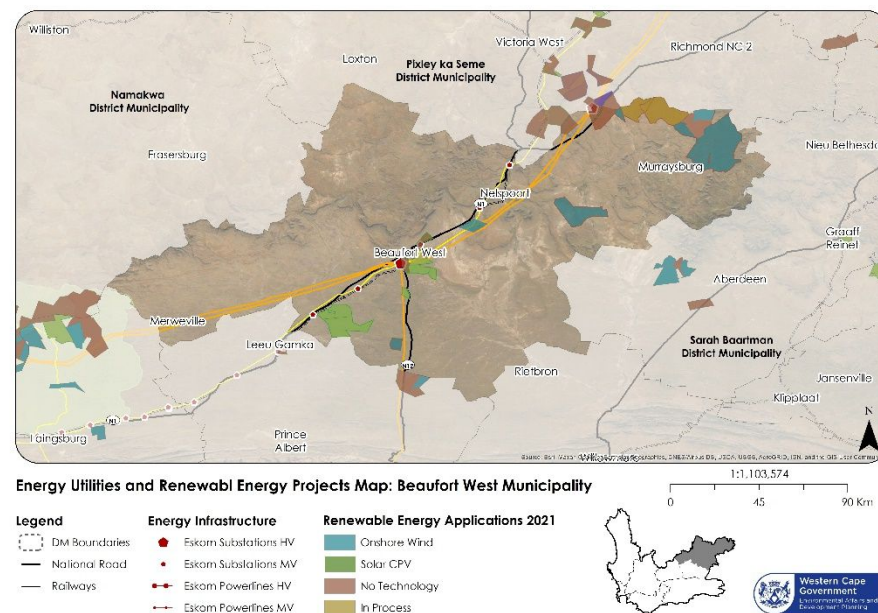 Williston
Victoria West
Richmond NC 2
Loxton
Pixley ka Seme
District Municipality
Namakwa
District Municipality
Frasersburg
Murraysburg
Nelspoort
N1
Beaufort West
Graaff
Reinet
Aberdeen
Merweville
Leeu Gamka
Sarah Baartman
District Municipality
N12
Rietbron
Jansenville
Klipplaat
N1
Laingsburg
Prince
Albert
N
1:1,103,574
0 45 90 Km
Energy Utilities and Renewabl Energy Projects Map: Beaufort West Municipality
Legend
DM Boundaries
National Road
Railways
Energy Infrastructure
Eskom Substations HV
Eskom Substations MV
Eskom Powerlines HV
Eskom Powerlines MV
Renewable Energy Applications 2021
Onshore Wind
Solar CPV
No Technology
In Process
Western Cape
Government
Environmental Affairs and
Development Planning